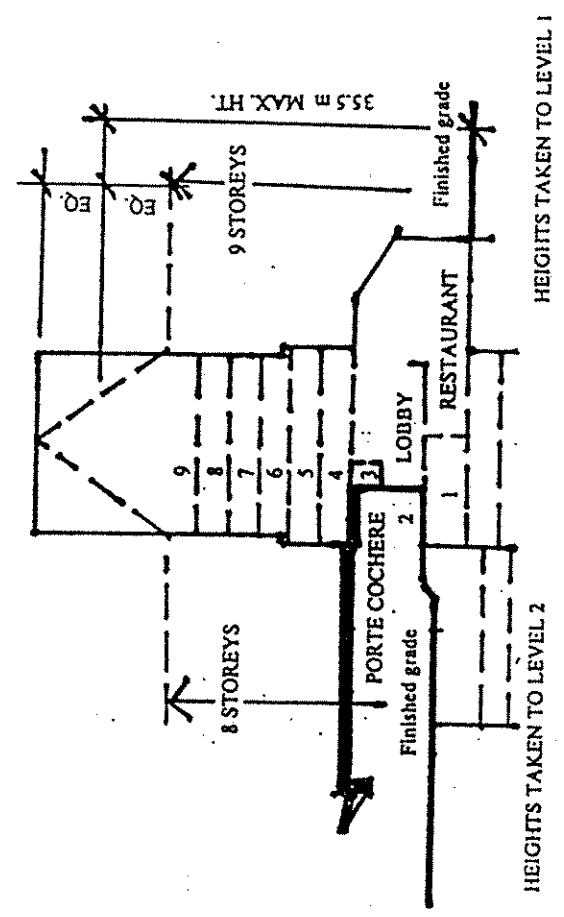 EQ.
EQ.
35.5 m MAX. HT.
9 STOREYS
Finished grade
HEIGHTS TAKEN TO LEVEL 1
9
8
7
6
5
4
3
2
1
LOBBY
RESTAURANT
PORTE COCHERE
8 STOREYS
Finished grade
HEIGHTS TAKEN TO LEVEL 2